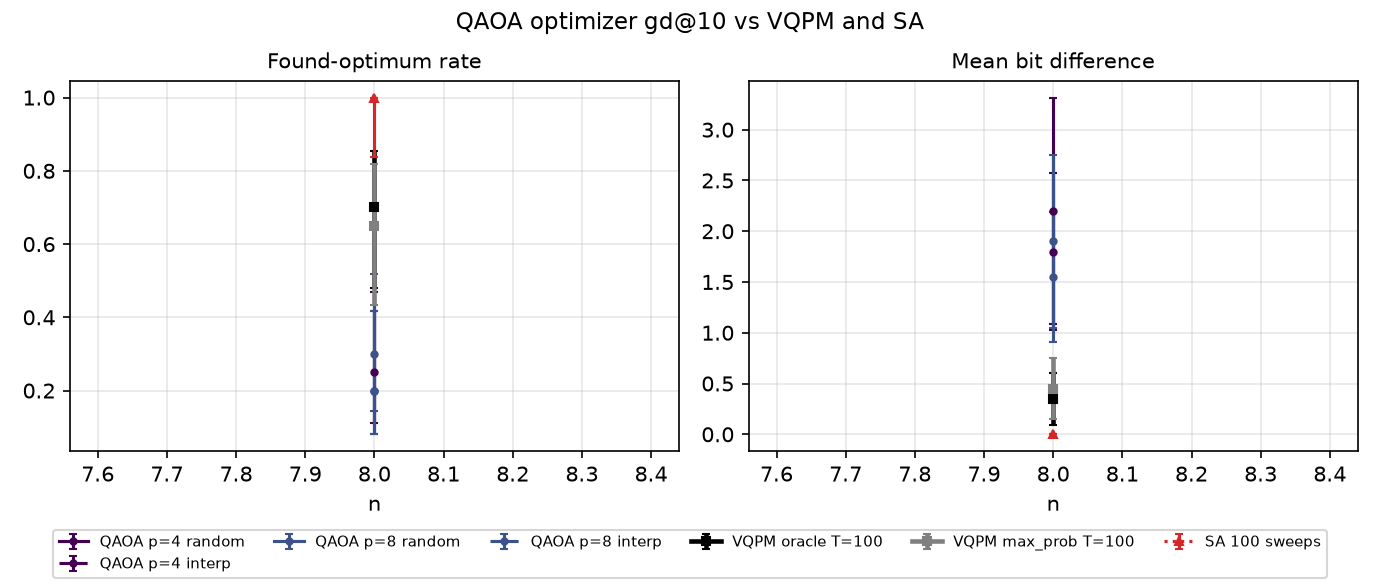 QAOA optimizer gd@10 vs VQPM and SA
Found-optimum rate
1.0
0.8
0.6
0.4
0.2
7.6 7.7 7.8 7.9 8.0 8.1 8.2 8.3 8.4
n
Mean bit difference
3.0
2.5
2.0
1.5
1.0
0.5
0.0
7.6 7.7 7.8 7.9 8.0 8.1 8.2 8.3 8.4
n
QAOA p=4 random QAOA p=8 random QAOA p=8 interp VQPM oracle T=100 VQPM max_prob T=100 SA 100 sweeps
QAOA p=4 interp